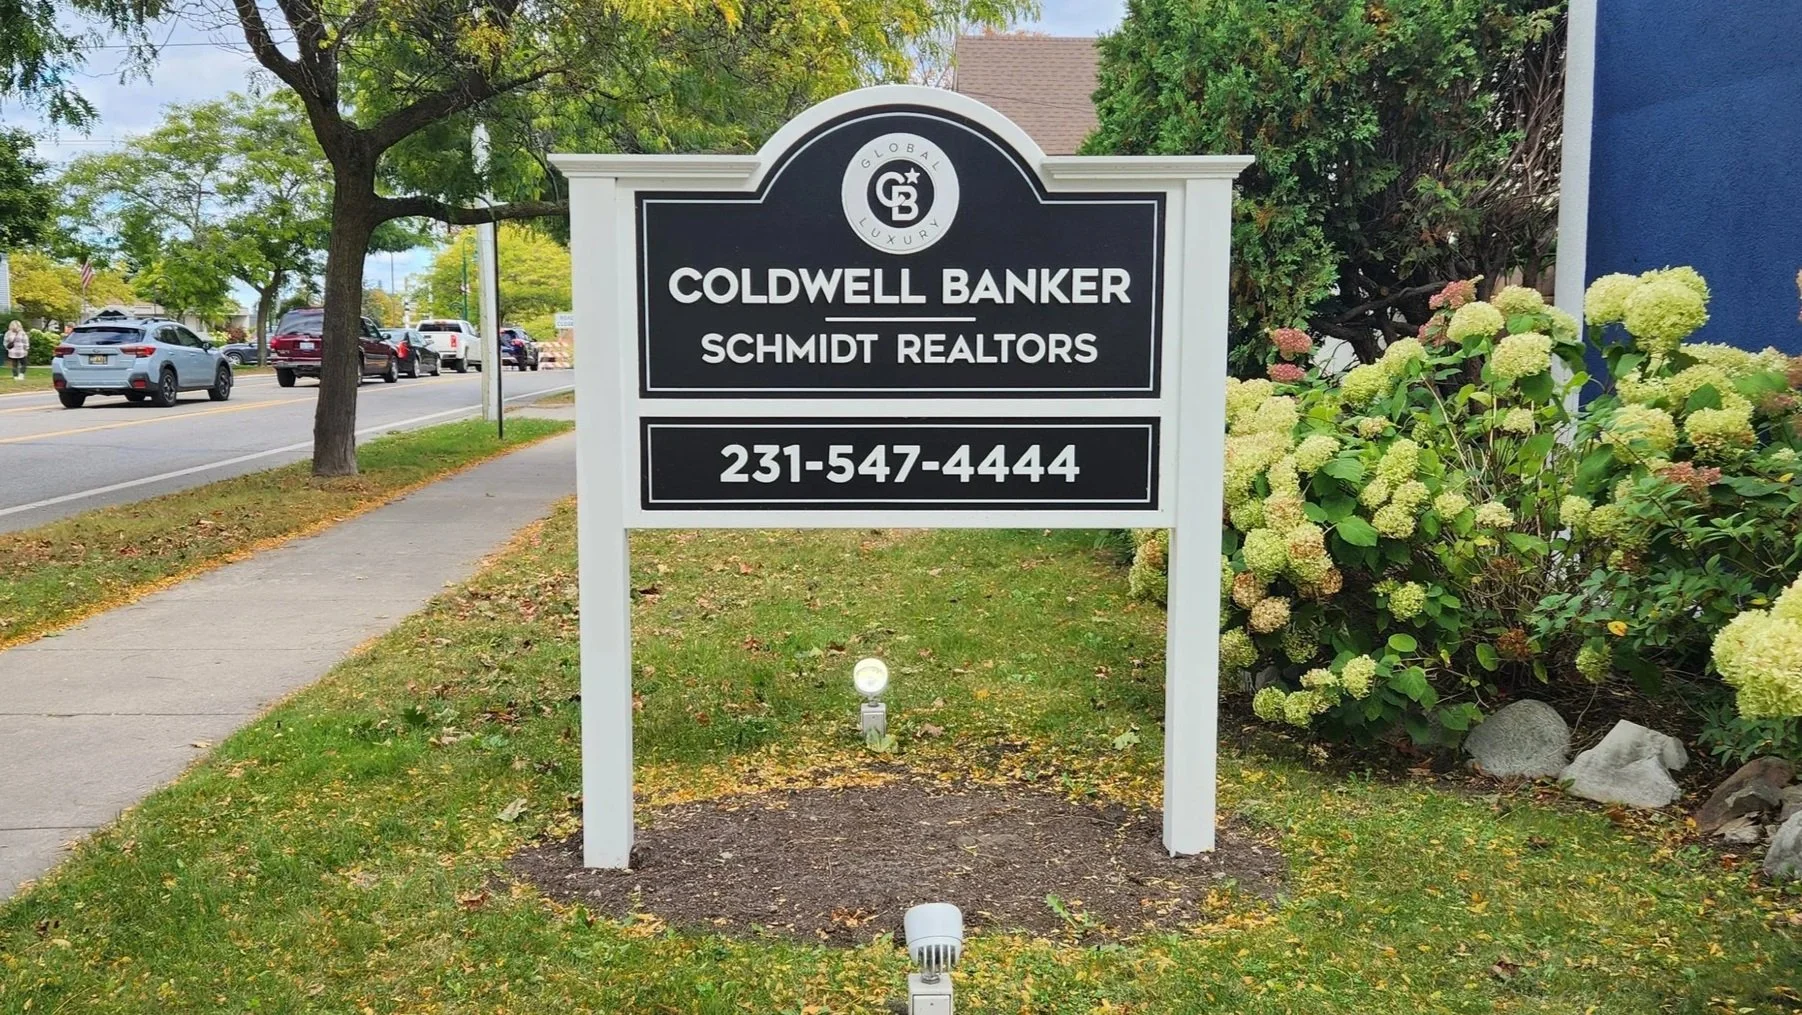 GLOBAL
CB
LUXURY
COLDWELL BANKER
SCHMIDT REALTORS
231-547-4444